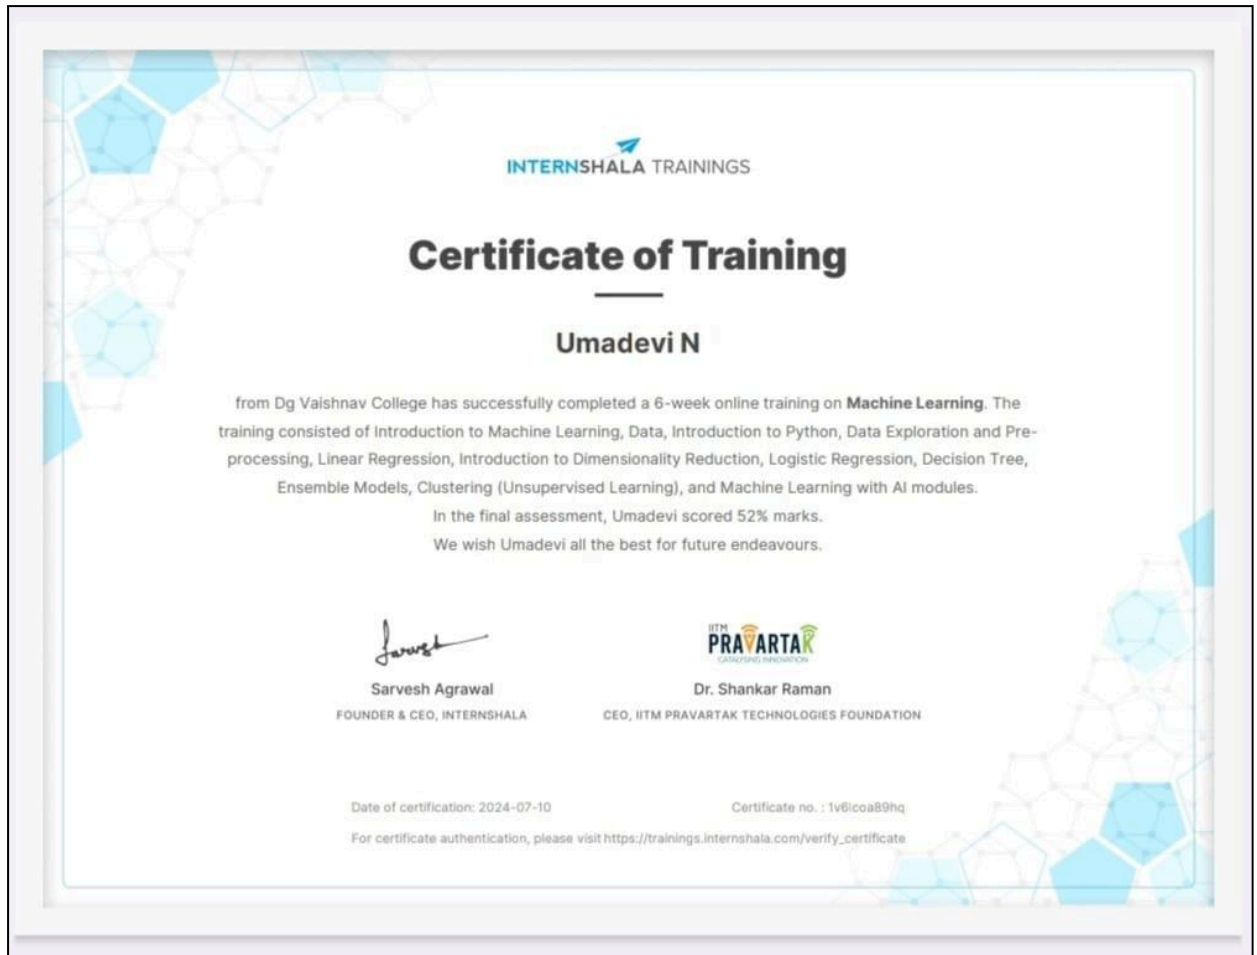 INTERNSHALA TRAININGS
Certificate of Training
Umadevi N
from Dg Vaishnav College has successfully completed a 6-week online training on Machine Learning. The
training consisted of Introduction to Machine Learning, Data, Introduction to Python, Data Exploration and Pre-
processing, Linear Regression, Introduction to Dimensionality Reduction, Logistic Regression, Decision Tree,
Ensemble Models, Clustering (Unsupervised Learning), and Machine Learning with AI modules.
In the final assessment, Umadevi scored 52% marks.
We wish Umadevi all the best for future endeavours.
Sarvesh
IITM
PRAVARTAK
CATALYSING INNOVATION
Sarvesh Agrawal
Dr. Shankar Raman
FOUNDER & CEO, INTERNSHALA
CEO, IITM PRAVARTAK TECHNOLOGIES FOUNDATION
Date of certification: 2024-07-10
Certificate no. :
For certificate authentication, please visit https://trainings.internshala.com/verify_certificate